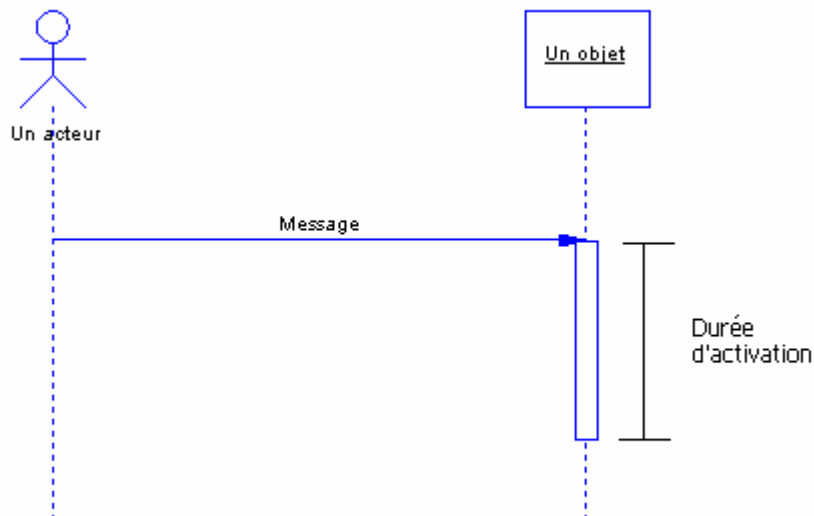 Un objet
Un acteur
Message
Durée
d'activation